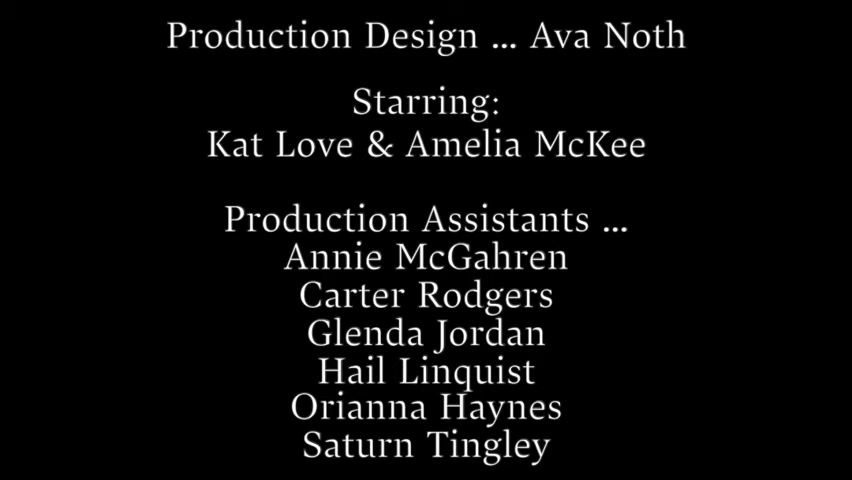 Production Design ... Ava Noth
Starring:
Kat Love & Amelia McKee
Production Assistants ...
Annie McGahren
Carter Rodgers
Glenda Jordan
Hail Linquist
Orianna Haynes
Saturn Tingley